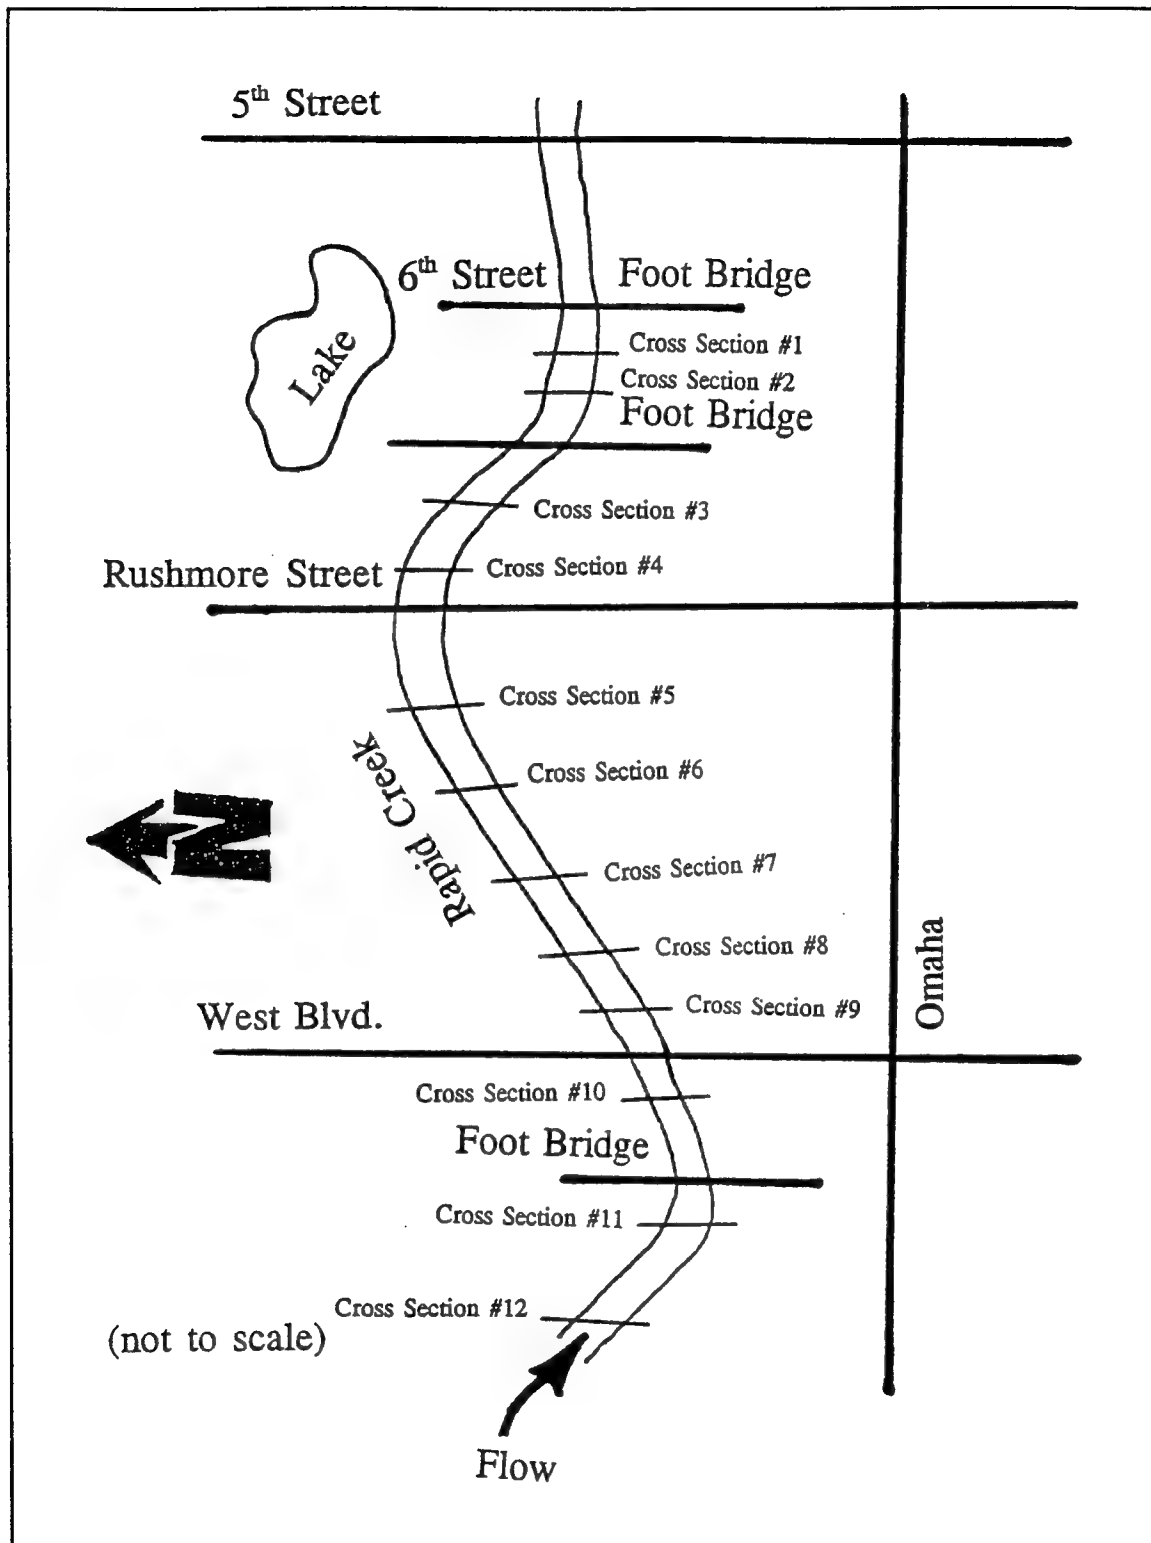 5th Street
6th Street
Foot Bridge
Lake
Cross Section #1
Cross Section #2
Foot Bridge
Cross Section #3
Rushmore Street
Cross Section #4
Cross Section #5
Rapid Creek
Cross Section #6
N
Cross Section #7
Cross Section #8
Omaha
Cross Section #9
West Blvd.
Cross Section #10
Foot Bridge
Cross Section #11
Cross Section #12
(not to scale)
Flow